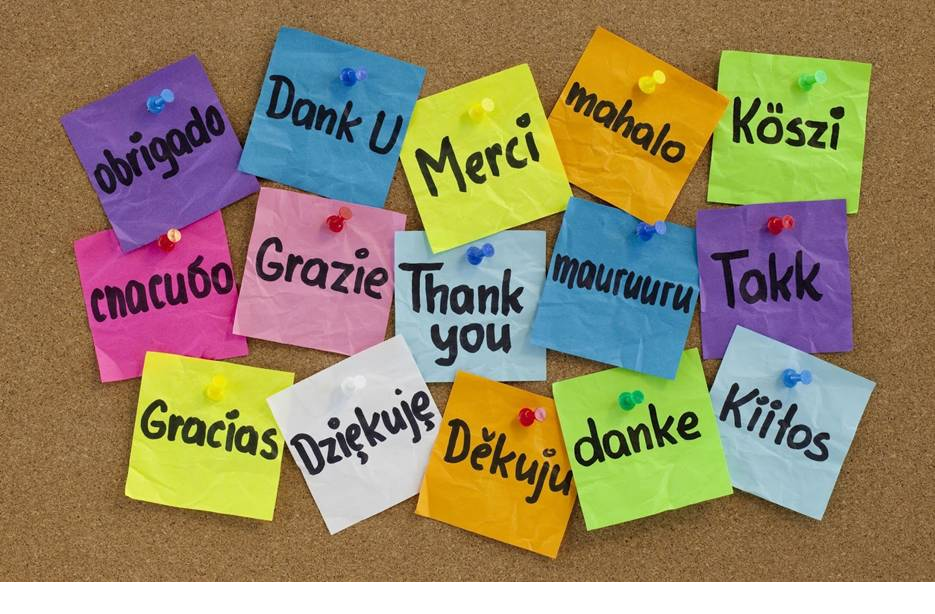 obrigado
Dank U
Merci
mahalo
Köszi
спасибо
Grazie
Thank
you
mauruuru
Takk
Gracias
Dziękuję
Děkuju
danke
Kiitos